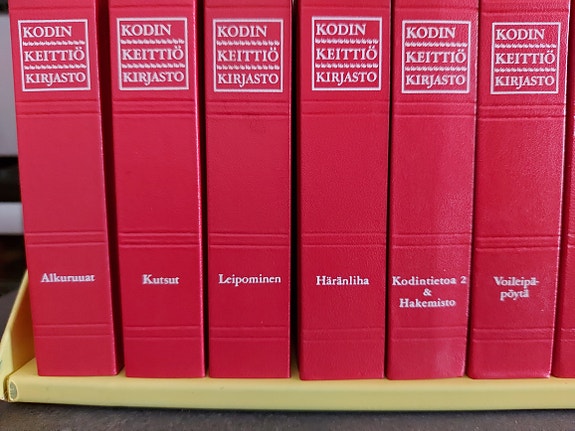 KODIN
KEITTIÖ
KIRJASTO
Alkuruuat
KODIN
KEITTIÖ
KIRJASTO
Kutsut
KODIN
KEITTIÖ
KIRJASTO
Leipominen
KODIN
KEITTIÖ
KIRJASTO
Häränliha
KODIN
KEITTIÖ
KIRJASTO
Kodintietoa 2
&
Hakemisto
KODIN
KEITTIÖ
KIRJASTO
Voileipä-
pöytä